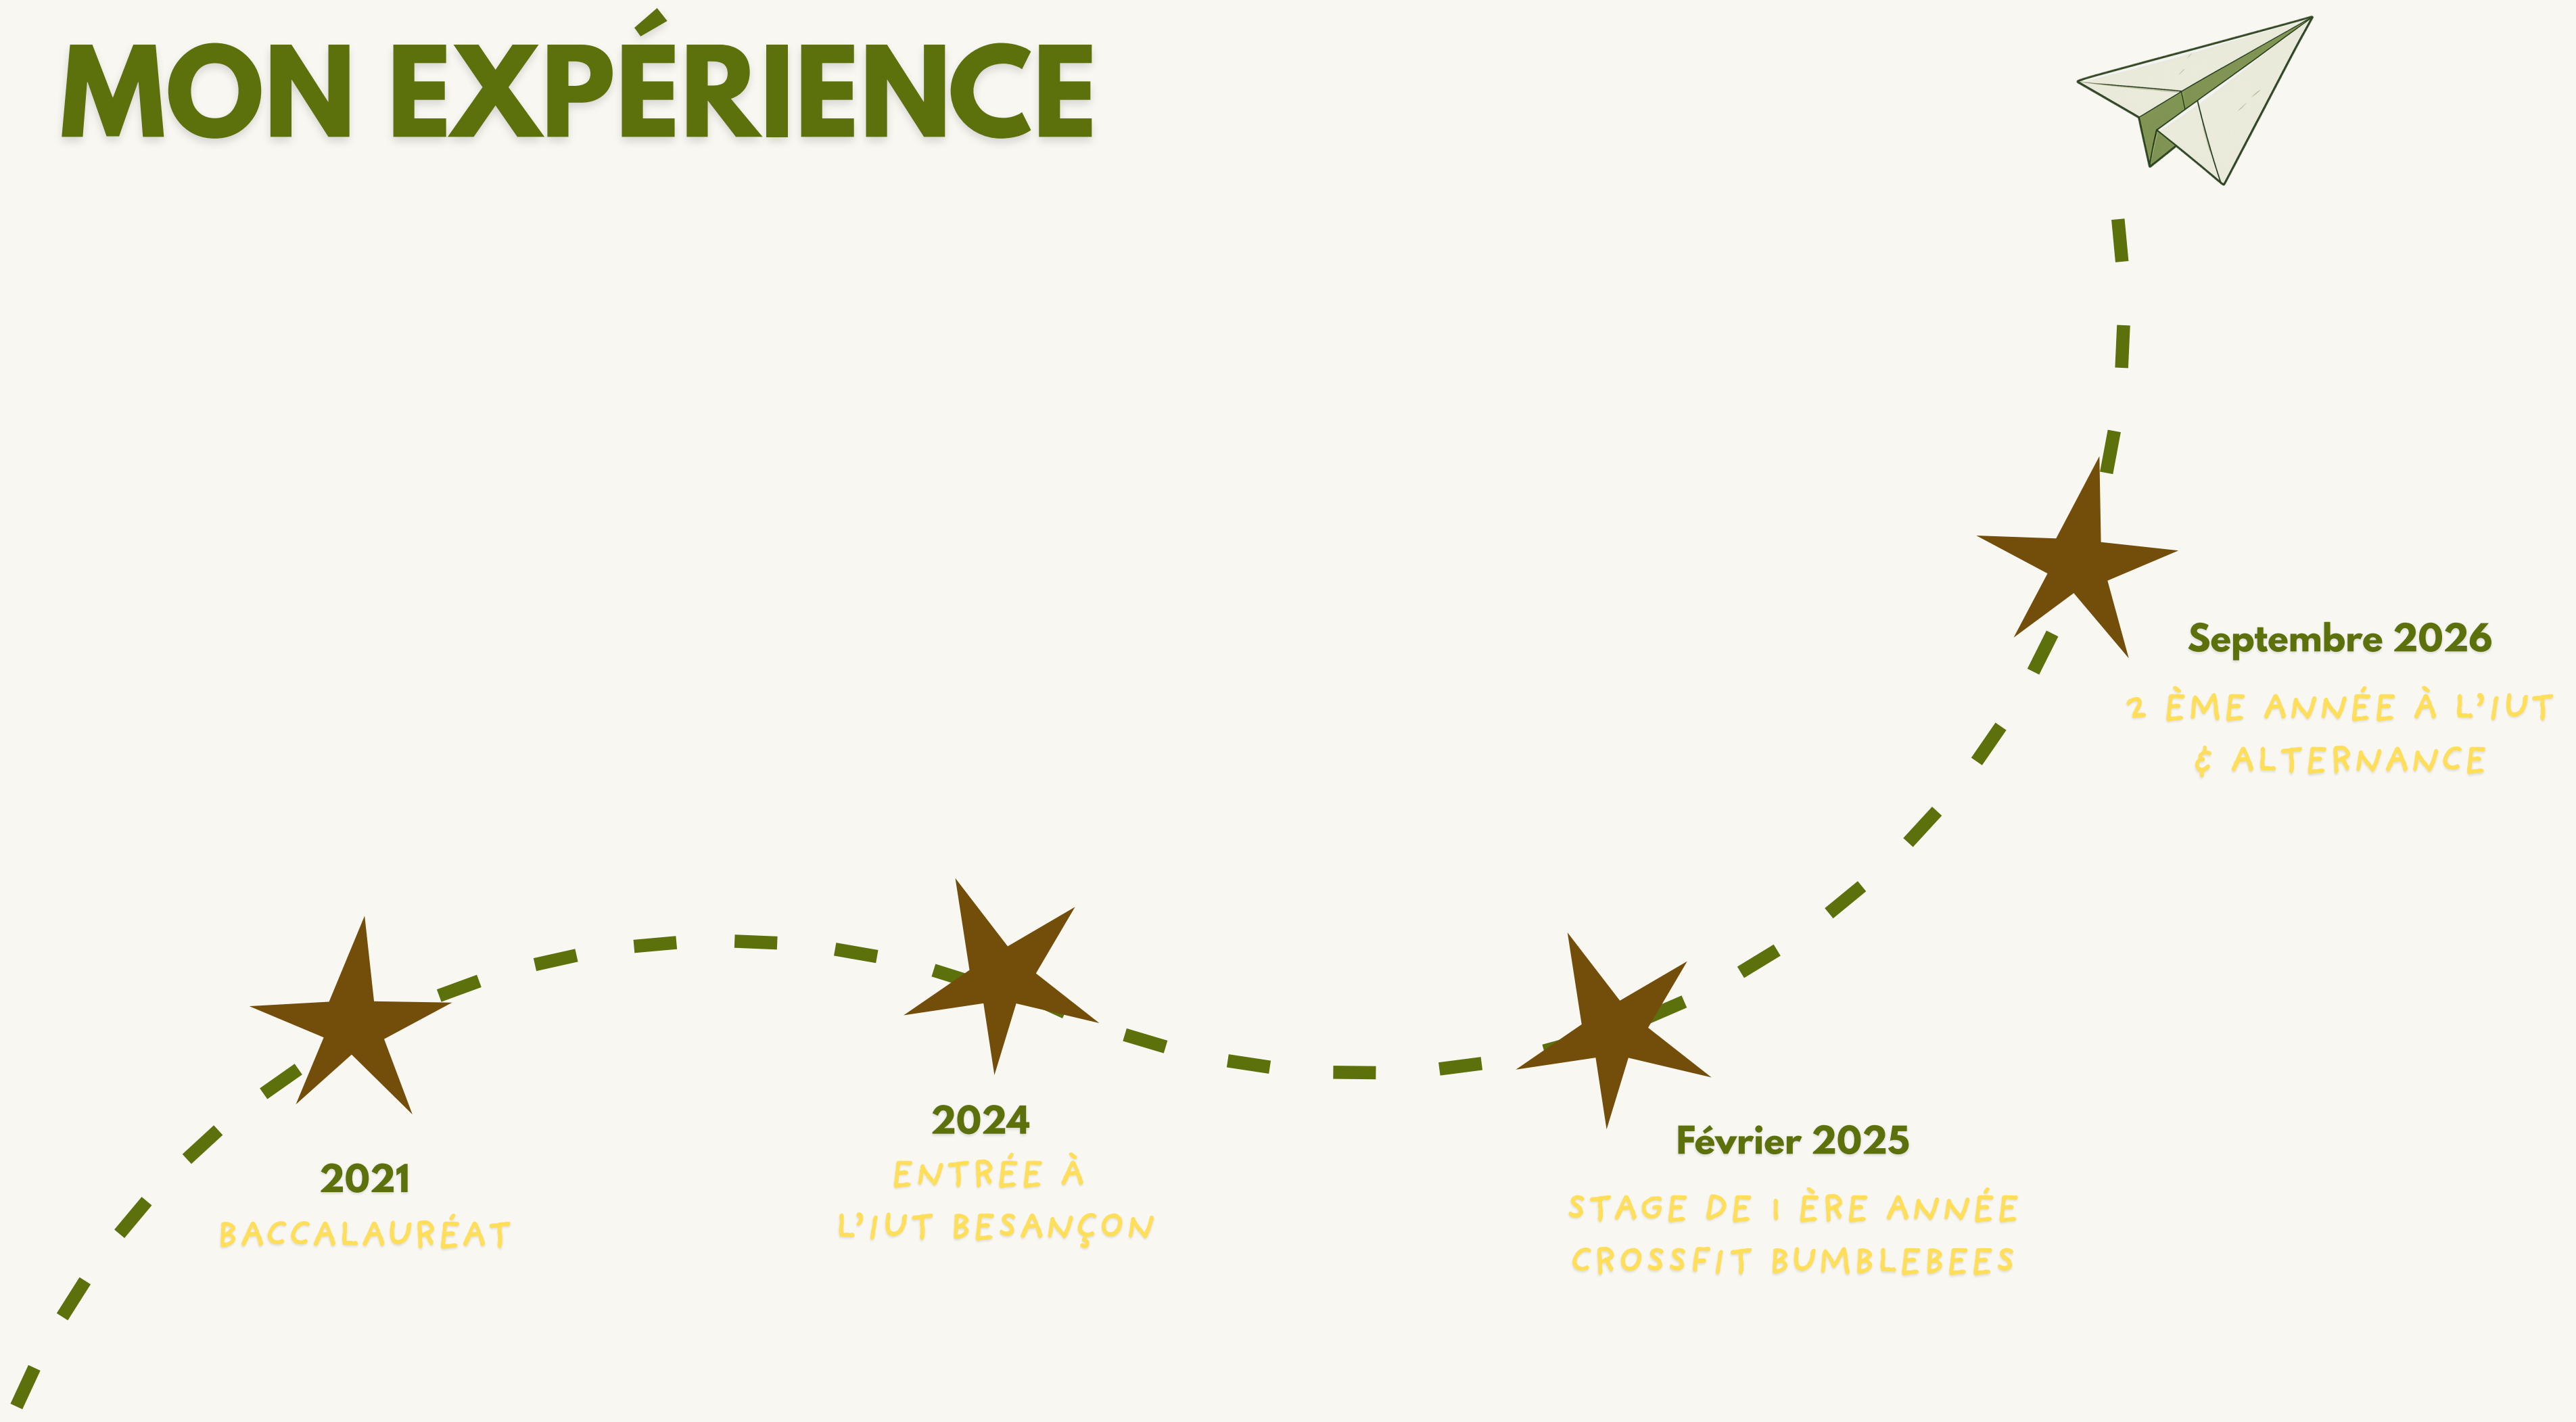 MON EXPÉRIENCE
2021
BACCALAURÉAT
2024
ENTRÉE À
L'IUT BESANÇON
Février 2025
STAGE DE 1 ÈRE ANNÉE
CROSSFIT BUMBLEBEES
Septembre 2026
2 ÈME ANNÉE À L'IUT
& ALTERNANCE